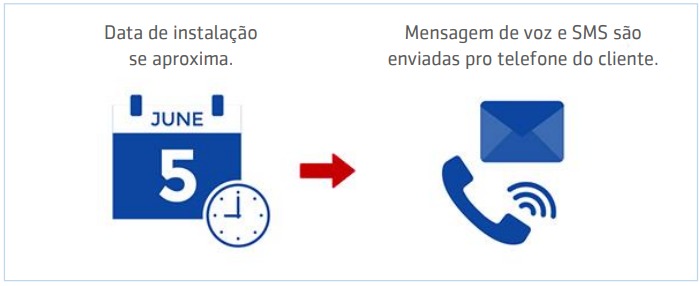 Data de instalação
se aproxima.
Mensagem de voz e SMS são
enviadas pro telefone do cliente.
JUNE
5